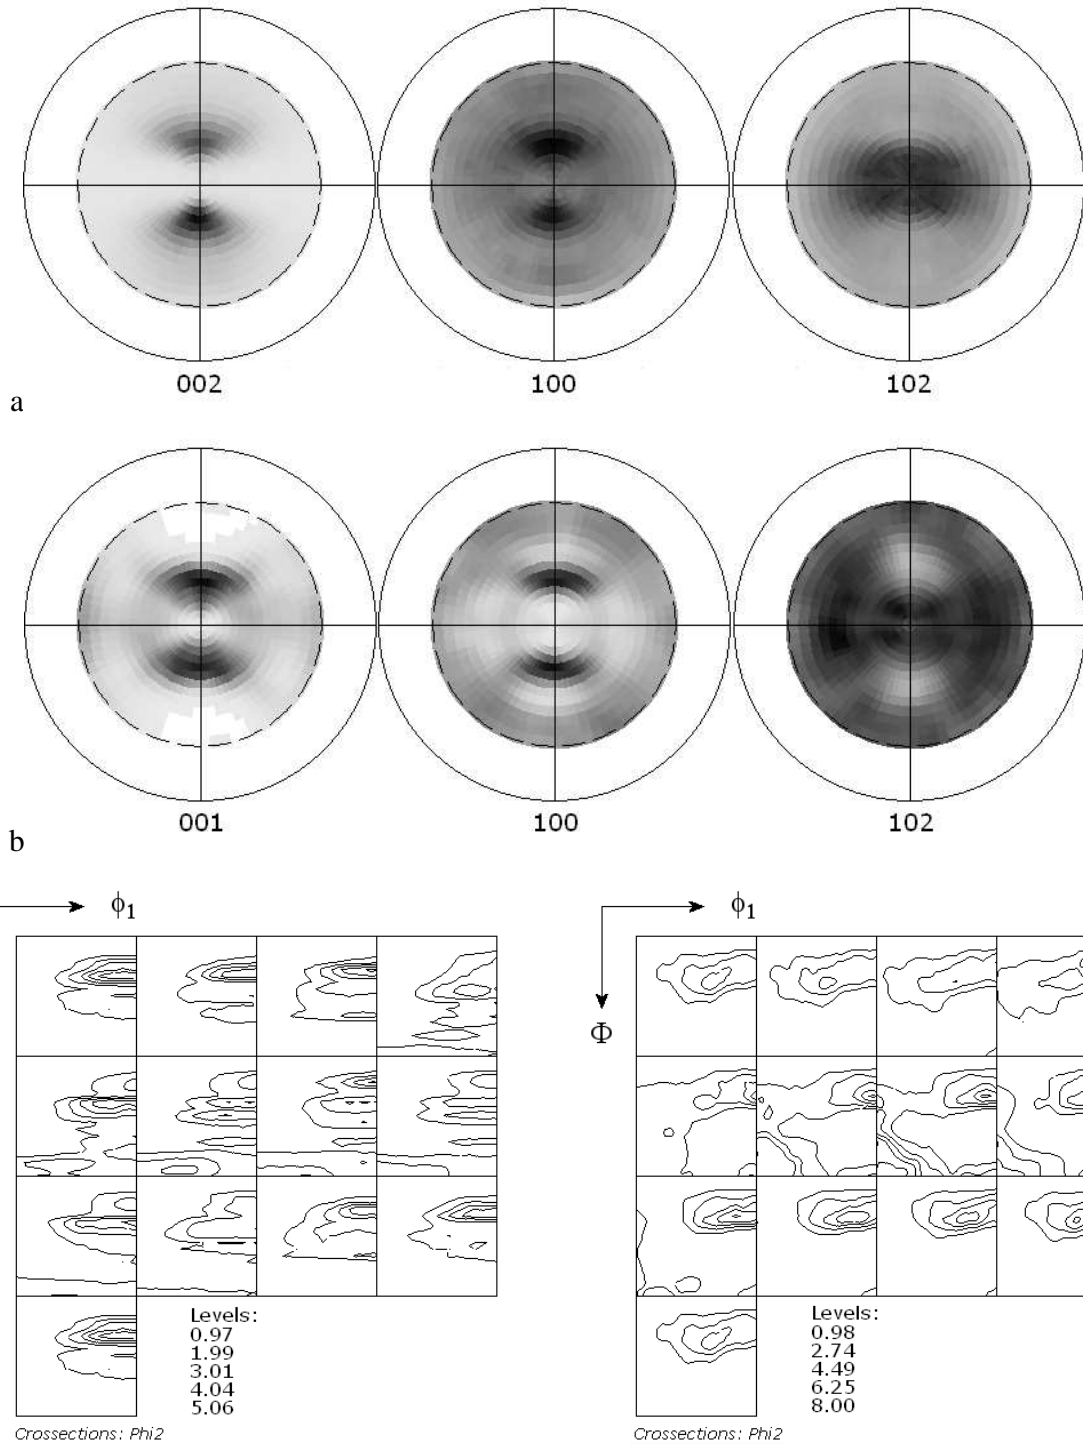 002 100 102
a
001 100 102
b
ϕ1 ϕ1
Φ
Levels:
0.97
1.99
3.01
4.04
5.06
Crossections: Phi2
Levels:
0.98
2.74
4.49
6.25
8.00
Crossections: Phi2